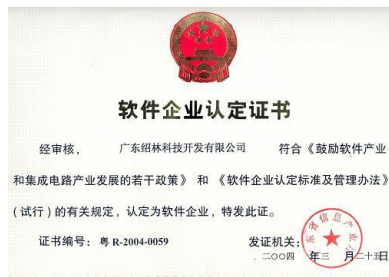 软件企业认定证书
经审核， 广东绍林科技开发有限公司 符合《鼓励软件产业
和集成电路产业发展的若干政策》和《软件企业认定标准及管理办法》
(试行)的有关规定，认定为软件企业，特发此证。
证书编号：粤 R-2004-0059 发证机关：
二〇〇四 年 三 月 二十五日